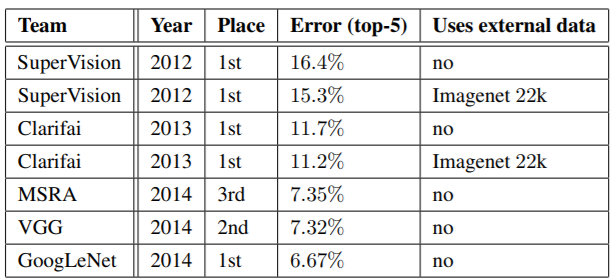 Team Year Place Error (top-5) Uses external data
SuperVision 2012 1st 16.4% no
SuperVision 2012 1st 15.3% Imagenet 22k
Clarifai 2013 1st 11.7% no
Clarifai 2013 1st 11.2% Imagenet 22k
MSRA 2014 3rd 7.35% no
VGG 2014 2nd 7.32% no
GoogLeNet 2014 1st 6.67% no